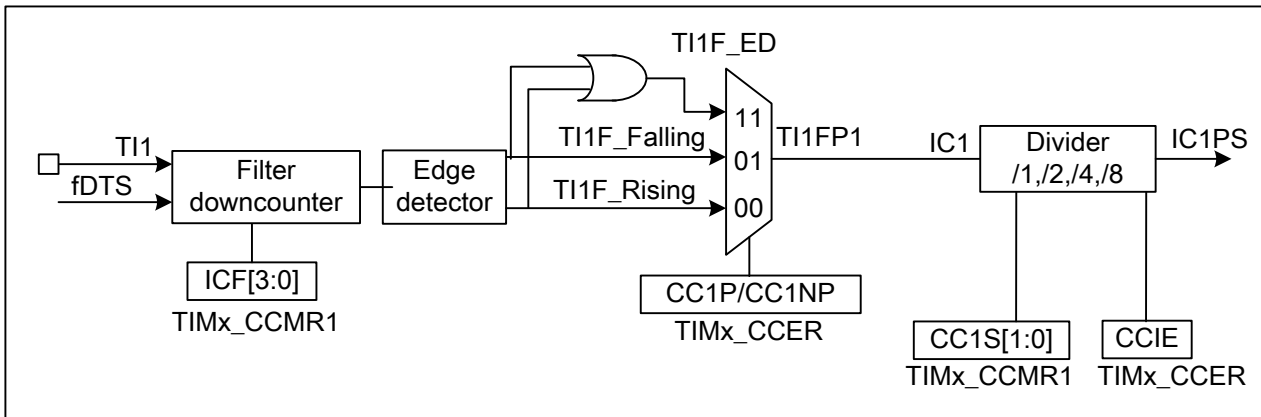 TI1F_ED
TI1
fDTS
Filter
downcounter
Edge
detector
TI1F_Falling
TI1F_Rising
11
01
00
TI1FP1
IC1
Divider
/1,/2,/4,/8
IC1PS
ICF[3:0]
TIMx_CCMR1
CC1P/CC1NP
TIMx_CCER
CC1S[1:0]
TIMx_CCMR1
CCIE
TIMx_CCER